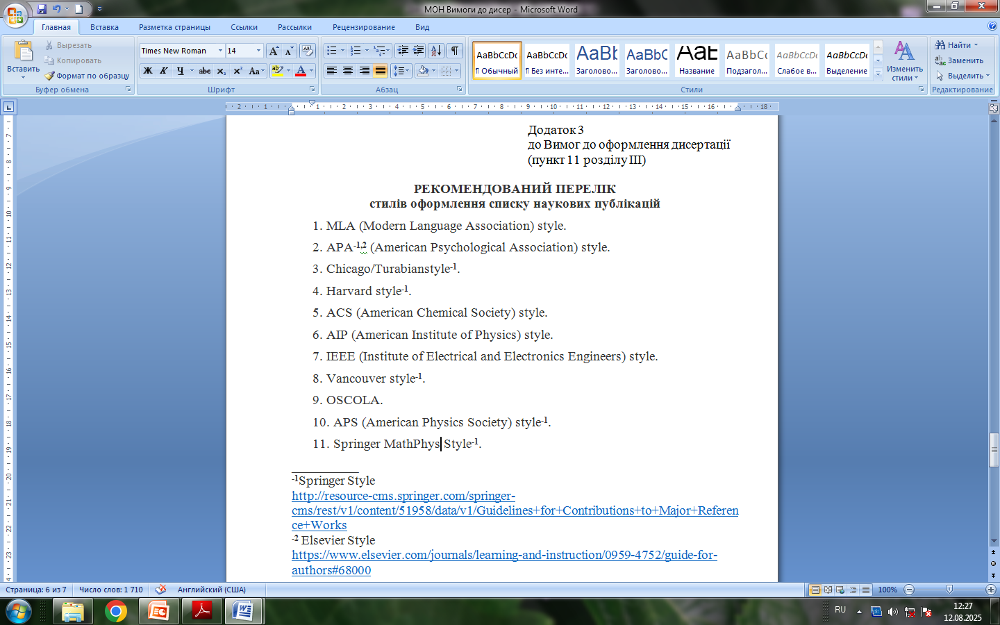 МОН Вимоги до дисер - Microsoft Word
Главная Вставка Разметка страницы Ссылки Рассылки Рецензирование Вид
Вставить
Вырезать
Копировать
Формат по образцу
Буфер обмена
Times New Roman 14
Ж К Ч abc x₂ x² Aa
Шрифт
Абзац
AaBbCcDc AaBbCcDc AaBbC AaBbC AaB AaBbCc AaBbCcDc AaBbCcDc
¶ Обычный ¶ Без инте... Заголово... Заголово... Название Подзагол... Слабое в... Выделение
Изменить стили
Стили
Найти
Заменить
Выделить
Редактирование
Додаток 3
до Вимог до оформлення дисертації
(пункт 11 розділу III)
РЕКОМЕНДОВАНИЙ ПЕРЕЛІК
стилів оформлення списку наукових публікацій
1. MLA (Modern Language Association) style.
2. APA-1,2 (American Psychological Association) style.
3. Chicago/Turabianstyle-1.
4. Harvard style-1.
5. ACS (American Chemical Society) style.
6. AIP (American Institute of Physics) style.
7. IEEE (Institute of Electrical and Electronics Engineers) style.
8. Vancouver style-1.
9. OSCOLA.
10. APS (American Physics Society) style-1.
11. Springer MathPhys Style-1.
-1Springer Style
http://resource-cms.springer.com/springer-
cms/rest/v1/content/51958/data/v1/Guidelines+for+Contributions+to+Major+Referen
ce+Works
-2 Elsevier Style
https://www.elsevier.com/journals/learning-and-instruction/0959-4752/guide-for-
authors#68000
Страница: 6 из 7 Число слов: 1 710 Английский (США) 100%
RU 12:27
12.08.2025